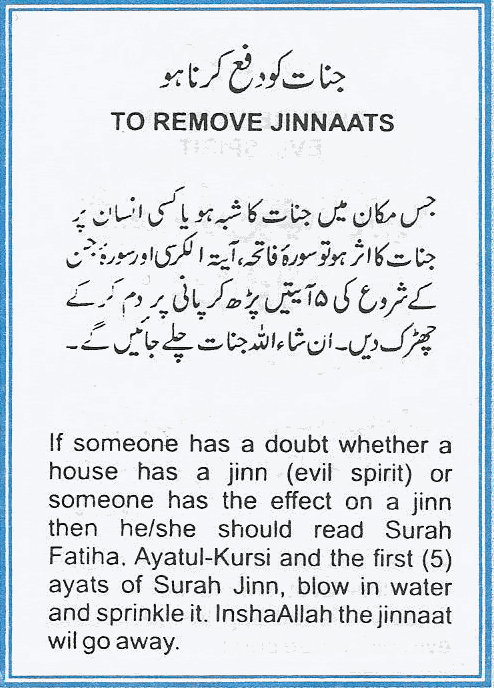 جنات کو دفع کرنا ہو
TO REMOVE JINNAATS
جس مکان میں جنات کا شبہ ہو یا کسی انسان پر
جنات کا اثر ہو تو سورۂ فاتحہ، آیتہ الکرسی اور سورۂ جن
کے شروع کی ۵ آیتیں پڑھ کر پانی پر دم کر کے
چھڑک دیں۔ ان شاء اللہ جنات چلے جائیں گے۔
If someone has a doubt whether a
house has a jinn (evil spirit) or
someone has the effect on a jinn
then he/she should read Surah
Fatiha. Ayatul-Kursi and the first (5)
ayats of Surah Jinn, blow in water
and sprinkle it. InshaAllah the jinnaat
wil go away.